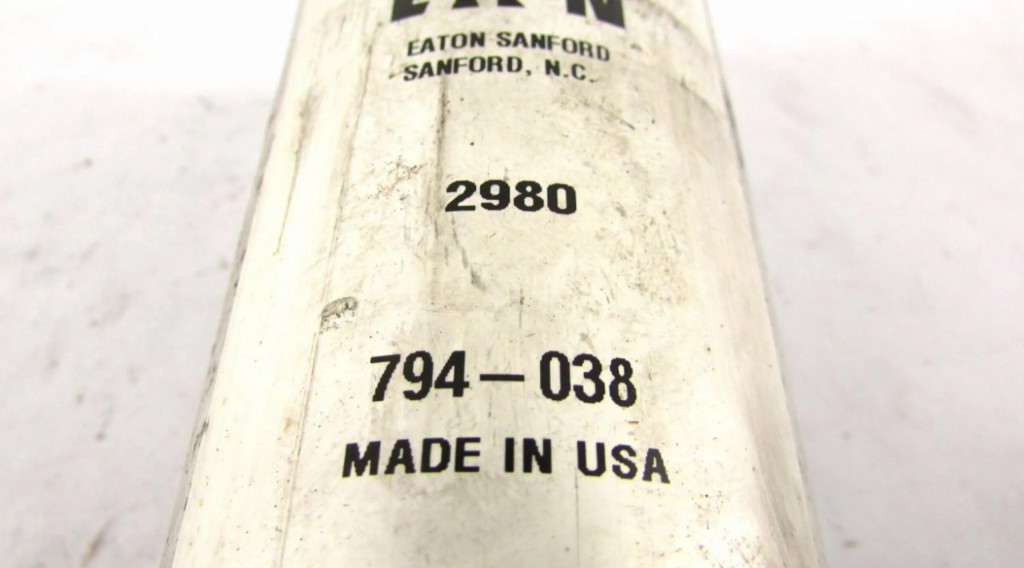 EATON SANFORD
SANFORD, N.C.
2980
794-038
MADE IN USA